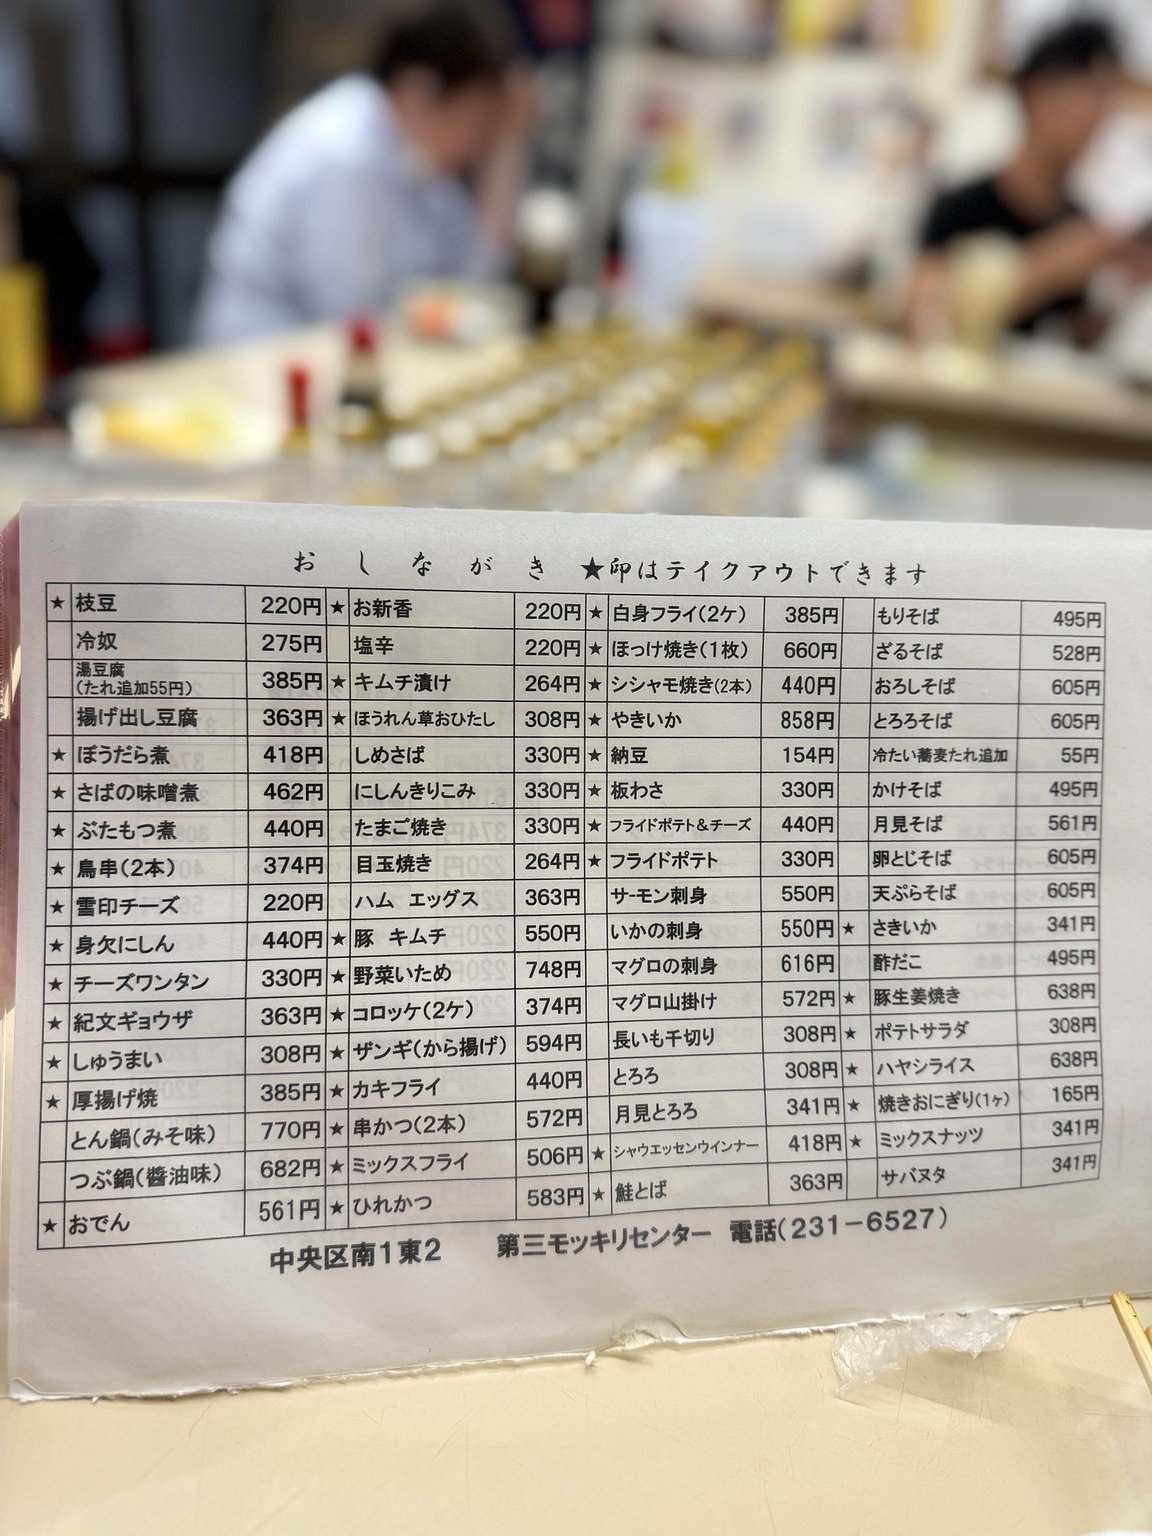 おしながき ★印はテイクアウトできます
★ 枝豆 220円 ★ お新香 220円 ★ 白身フライ(2ケ) 385円 もりそば 495円
冷奴 275円 塩辛 220円 ★ ほっけ焼き(1枚) 660円 ざるそば 528円
湯豆腐
(たれ追加55円) 385円 ★ キムチ漬け 264円 ★ シシャモ焼き(2本) 440円 おろしそば 605円
揚げ出し豆腐 363円 ★ ほうれん草おひたし 308円 ★ やきいか 858円 とろろそば 605円
★ ぼうだら煮 418円 しめさば 330円 ★ 納豆 154円 冷たい蕎麦たれ追加 55円
★ さばの味噌煮 462円 にしんきりこみ 330円 ★ 板わさ 330円 かけそば 495円
★ ぶたもつ煮 440円 たまご焼き 330円 ★ フライドポテト&チーズ 440円 月見そば 561円
★ 鳥串(2本) 374円 目玉焼き 264円 ★ フライドポテト 330円 卵とじそば 605円
★ 雪印チーズ 220円 ハム エッグス 363円 サーモン刺身 550円 天ぷらそば 605円
★ 身欠にしん 440円 ★ 豚 キムチ 550円 いかの刺身 550円 ★ さきいか 341円
★ チーズワンタン 330円 ★ 野菜いため 748円 マグロの刺身 616円 酢だこ 495円
★ 紀文ギョウザ 363円 ★ コロッケ(2ケ) 374円 マグロ山掛け 572円 ★ 豚生姜焼き 638円
★ しゅうまい 308円 ★ ザンギ(から揚げ) 594円 長いも千切り 308円 ★ ポテトサラダ 308円
★ 厚揚げ焼 385円 ★ カキフライ 440円 とろろ 308円 ★ ハヤシライス 638円
とん鍋(みそ味) 770円 ★ 串かつ(2本) 572円 月見とろろ 341円 ★ 焼きおにぎり(1ヶ) 165円
つぶ鍋(醬油味) 682円 ★ ミックスフライ 506円 ★ シャウエッセンウインナー 418円 ★ ミックスナッツ 341円
★ おでん 561円 ★ ひれかつ 583円 ★ 鮭とば 363円 サバヌタ 341円
中央区南1東2 第三モッキリセンター 電話(231-6527)